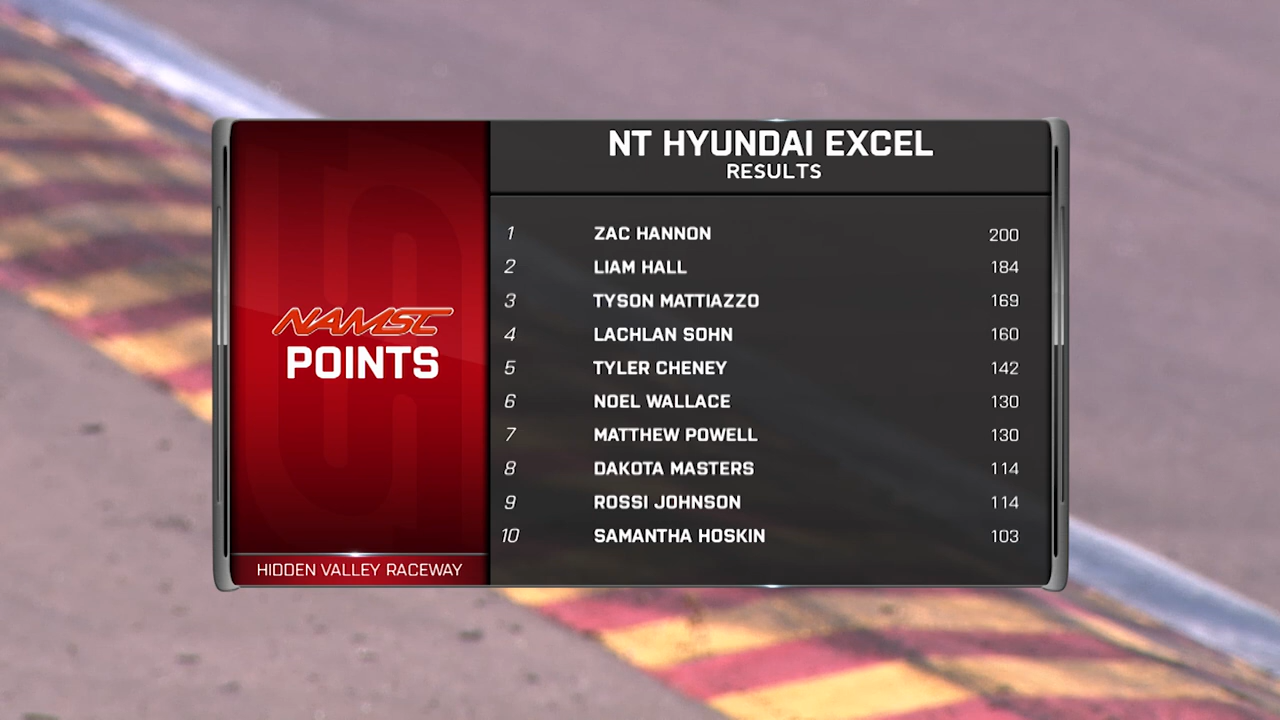 NT HYUNDAI EXCEL
RESULTS
1 ZAC HANNON 200
2 LIAM HALL 184
3 TYSON MATTIAZZO 169
4 LACHLAN SOHN 160
5 TYLER CHENEY 142
6 NOEL WALLACE 130
7 MATTHEW POWELL 130
8 DAKOTA MASTERS 114
9 ROSSI JOHNSON 114
10 SAMANTHA HOSKIN 103
NAMSC
POINTS
HIDDEN VALLEY RACEWAY